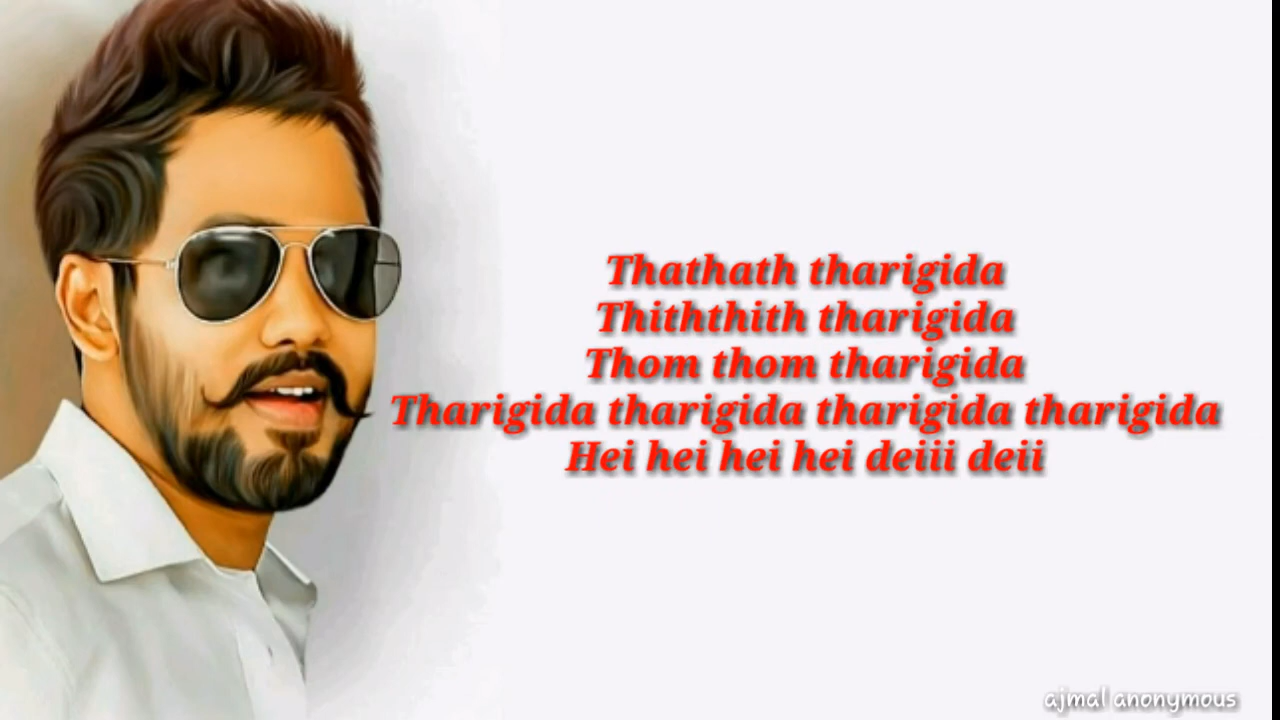 Thathath tharigida
Thiththith tharigida
Thom thom tharigida
Tharigida tharigida tharigida tharigida
Hei hei hei hei deiii deii
ajmal anonymous